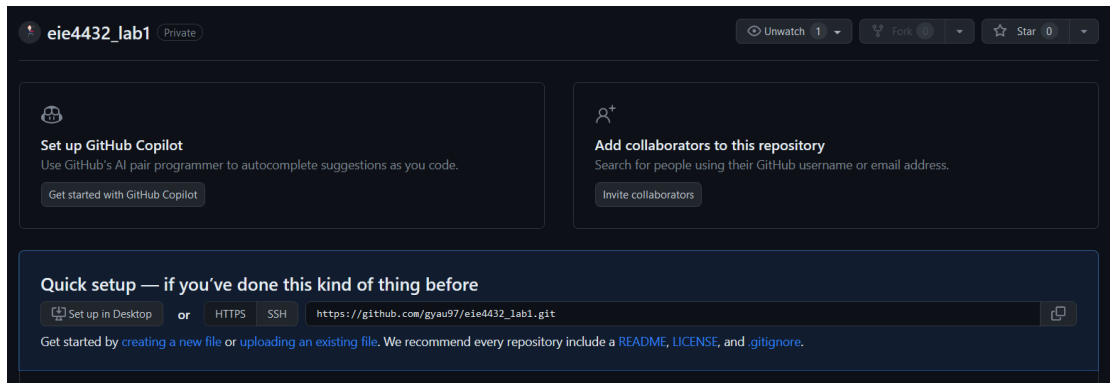 eie4432_lab1 Private Unwatch 1 Fork 0 Star 0
Set up GitHub Copilot
Use GitHub's AI pair programmer to autocomplete suggestions as you code.
Get started with GitHub Copilot
Add collaborators to this repository
Search for people using their GitHub username or email address.
Invite collaborators
Quick setup — if you've done this kind of thing before
Set up in Desktop or HTTPS SSH https://github.com/gyau97/eie4432_lab1.git
Get started by creating a new file or uploading an existing file. We recommend every repository include a README, LICENSE, and .gitignore.